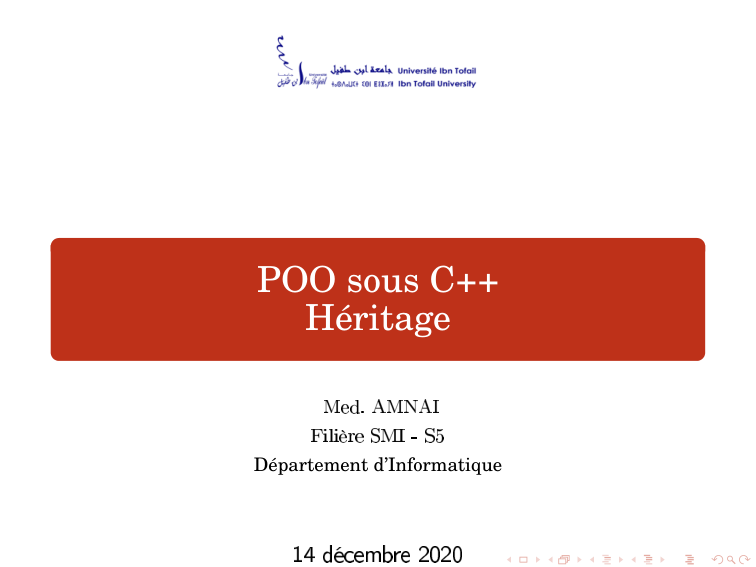 جامعة ابن طفيل Université Ibn Tofail
Ibn Tofail University
POO sous C++
Héritage
Med. AMNAI
Filière SMI - S5
Département d'Informatique
14 décembre 2020